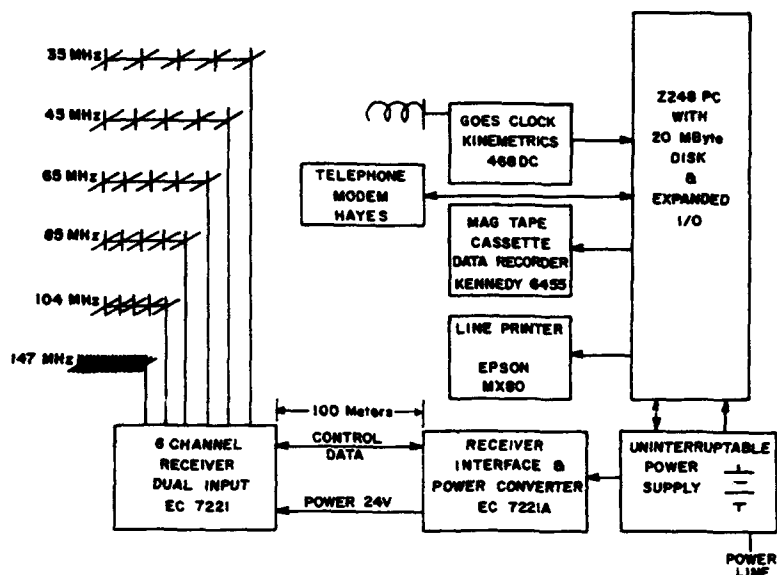 35 MHz
45 MHz
65 MHz
85 MHz
104 MHz
147 MHz
GOES CLOCK
KINEMETRICS
468 DC
TELEPHONE
MODEM
HAYES
MAG TAPE
CASSETTE
DATA RECORDER
KENNEDY 6455
LINE PRINTER
EPSON
MX80
Z248 PC
WITH
20 MByte
DISK
&
EXPANDED
I/O
6 CHANNEL
RECEIVER
DUAL INPUT
EC 7221
100 Meters
CONTROL
DATA
POWER 24V
RECEIVER
INTERFACE &
POWER CONVERTER
EC 7221A
UNINTERRUPTABLE
POWER
SUPPLY
POWER
LINE